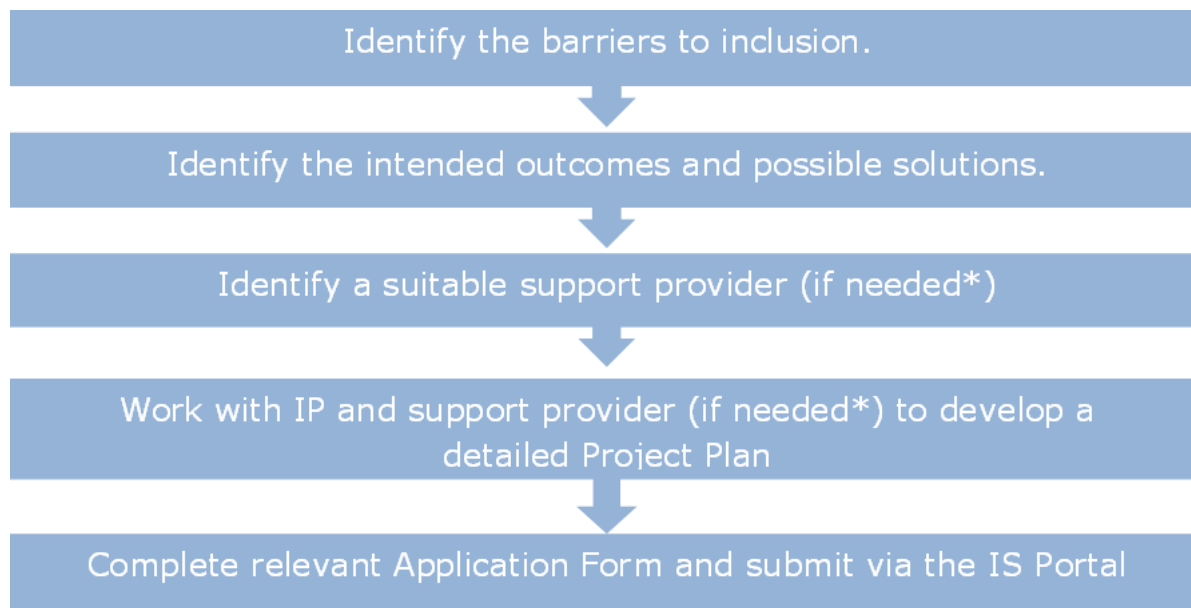 Identify the barriers to inclusion.
Identify the intended outcomes and possible solutions.
Identify a suitable support provider (if needed*)
Work with IP and support provider (if needed*) to develop a
detailed Project Plan
Complete relevant Application Form and submit via the IS Portal